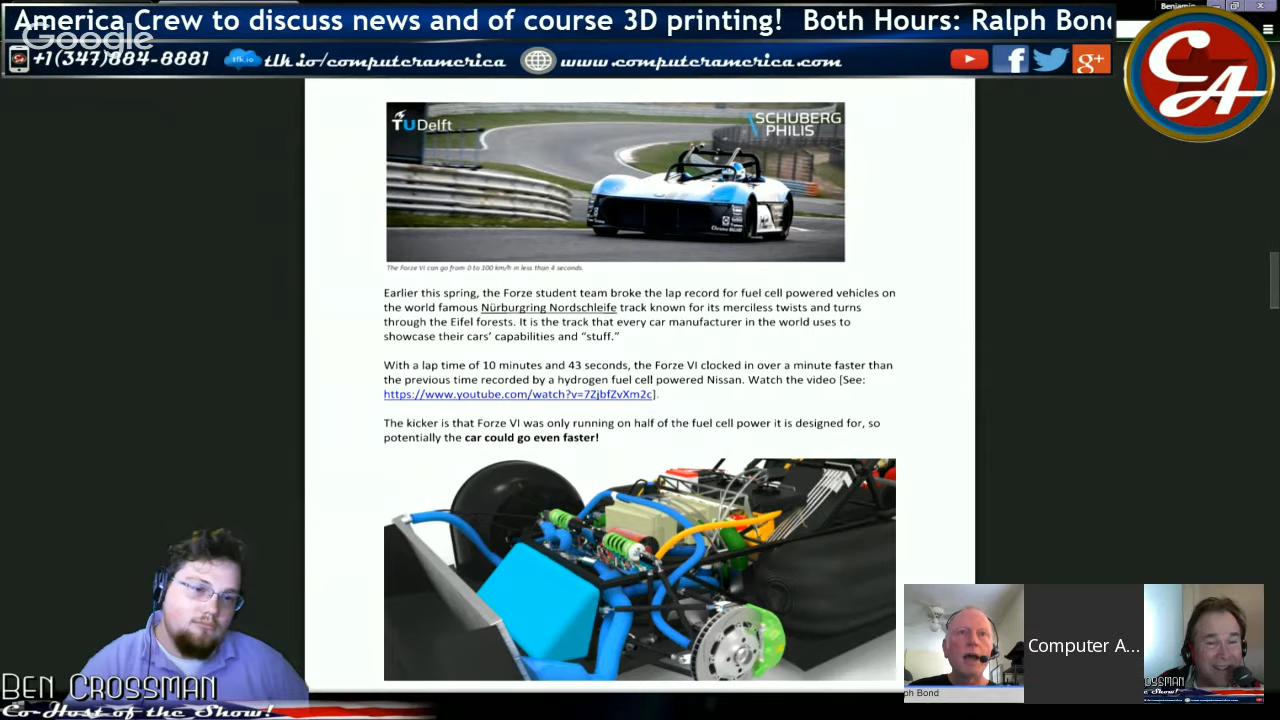 America Crew to discuss news and of course 3D printing! Both Hours: Ralph Bond
Benjamin
Google
+1(347)884-8881 tlk.io/computeramerica www.computeramerica.com
CA
TU Delft
SCHUBERG
PHILIS
The Forze VI can go from 0 to 100 km/h in less than 4 seconds.
Earlier this spring, the Forze student team broke the lap record for fuel cell powered vehicles on
the world famous Nürburgring Nordschleife track known for its merciless twists and turns
through the Eifel forests. It is the track that every car manufacturer in the world uses to
showcase their cars' capabilities and "stuff."
With a lap time of 10 minutes and 43 seconds, the Forze VI clocked in over a minute faster than
the previous time recorded by a hydrogen fuel cell powered Nissan. Watch the video [See:
https://www.youtube.com/watch?v=7ZjbfZvXm2c].
The kicker is that Forze VI was only running on half of the fuel cell power it is designed for, so
potentially the car could go even faster!
Ben Crossman
Co-Host of the Show!
ph Bond
Computer A...